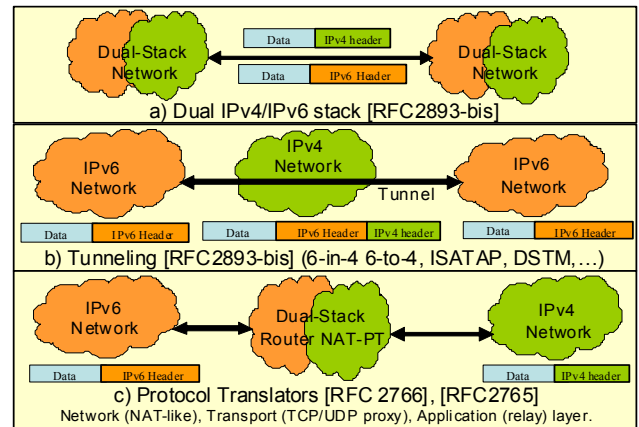 Data IPv4 header
Dual-Stack
Network
Dual-Stack
Network
Data IPv6 Header
a) Dual IPv4/IPv6 stack [RFC2893-bis]
IPv6
Network
IPv4
Network
IPv6
Network
Tunnel
Data IPv6 Header
Data IPv6 Header IPv4 header
Data IPv6 Header
b) Tunneling [RFC2893-bis] (6-in-4 6-to-4, ISATAP, DSTM,…)
IPv6
Network
Dual-Stack
Router NAT-PT
IPv4
Network
Data IPv6 Header
Data IPv4 header
c) Protocol Translators [RFC 2766], [RFC2765]
Network (NAT-like), Transport (TCP/UDP proxy), Application (relay) layer.